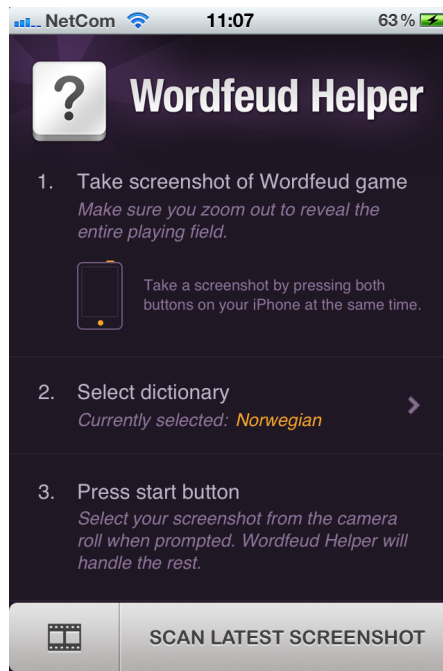 NetCom 11:07 63 %
? Wordfeud Helper
1. Take screenshot of Wordfeud game
Make sure you zoom out to reveal the
entire playing field.
Take a screenshot by pressing both
buttons on your iPhone at the same time.
2. Select dictionary
Currently selected: Norwegian
3. Press start button
Select your screenshot from the camera
roll when prompted. Wordfeud Helper will
handle the rest.
SCAN LATEST SCREENSHOT